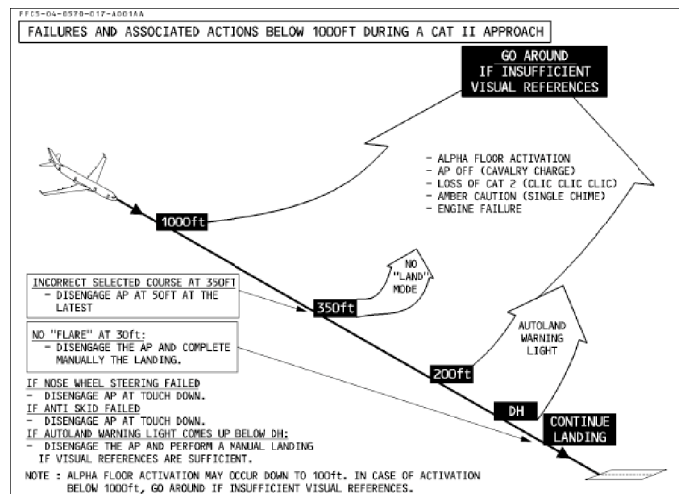 FFC5-04-0570-017-A001AA
FAILURES AND ASSOCIATED ACTIONS BELOW 1000FT DURING A CAT II APPROACH
GO AROUND
IF INSUFFICIENT
VISUAL REFERENCES
- ALPHA FLOOR ACTIVATION
- AP OFF (CAVALRY CHARGE)
- LOSS OF CAT 2 (CLIC CLIC CLIC)
- AMBER CAUTION (SINGLE CHIME)
- ENGINE FAILURE
1000ft
INCORRECT SELECTED COURSE AT 350FT
- DISENGAGE AP AT 50FT AT THE
LATEST
NO
"LAND"
MODE
350ft
NO "FLARE" AT 30ft:
- DISENGAGE THE AP AND COMPLETE
MANUALLY THE LANDING.
AUTOLAND
WARNING
LIGHT
200ft
IF NOSE WHEEL STEERING FAILED
- DISENGAGE AP AT TOUCH DOWN.
IF ANTI SKID FAILED
- DISENGAGE AP AT TOUCH DOWN.
IF AUTOLAND WARNING LIGHT COMES UP BELOW DH:
- DISENGAGE THE AP AND PERFORM A MANUAL LANDING
IF VISUAL REFERENCES ARE SUFFICIENT.
DH
CONTINUE
LANDING
NOTE : ALPHA FLOOR ACTIVATION MAY OCCUR DOWN TO 100ft. IN CASE OF ACTIVATION
BELOW 1000FT, GO AROUND IF INSUFFICIENT VISUAL REFERENCES.